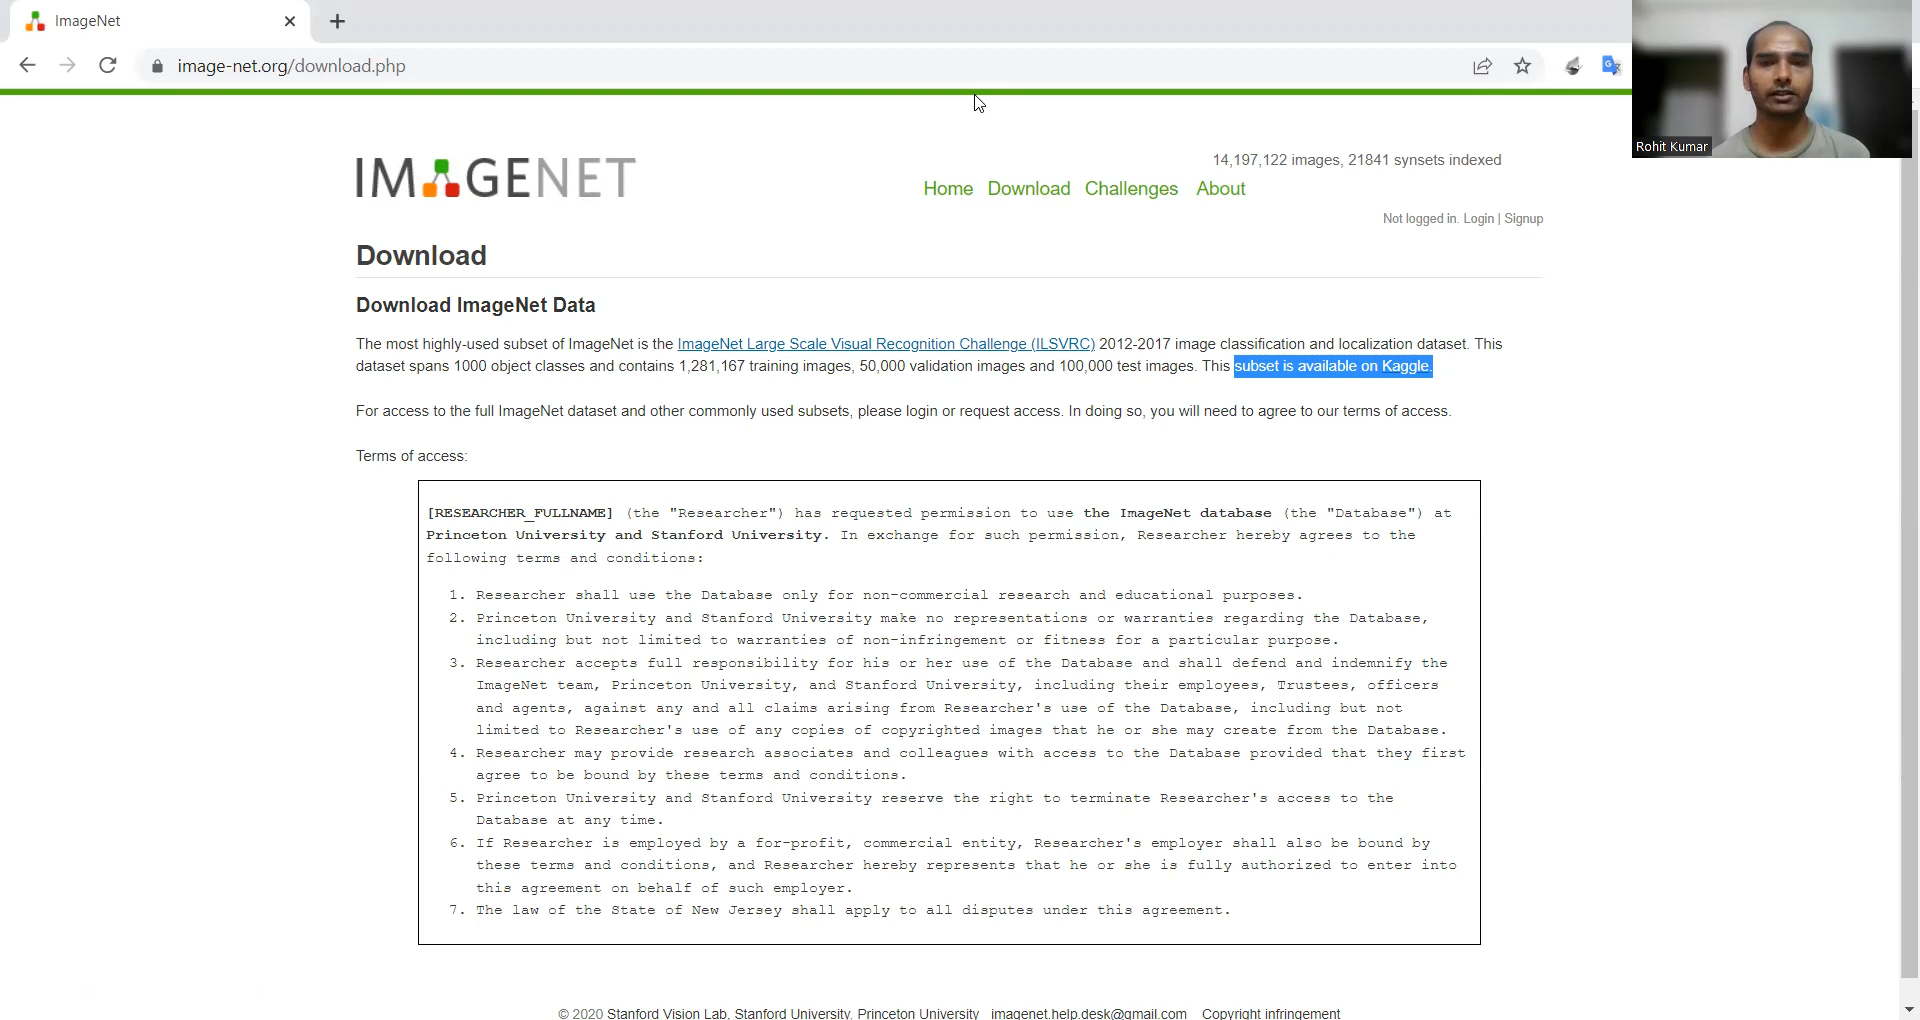 ImageNet
image-net.org/download.php
Rohit Kumar
IMAGENET
14,197,122 images, 21841 synsets indexed
Home Download Challenges About
Not logged in. Login | Signup
Download
Download ImageNet Data
The most highly-used subset of ImageNet is the ImageNet Large Scale Visual Recognition Challenge (ILSVRC) 2012-2017 image classification and localization dataset. This
dataset spans 1000 object classes and contains 1,281,167 training images, 50,000 validation images and 100,000 test images. This subset is available on Kaggle.
For access to the full ImageNet dataset and other commonly used subsets, please login or request access. In doing so, you will need to agree to our terms of access.
Terms of access:
[RESEARCHER_FULLNAME] (the "Researcher") has requested permission to use the ImageNet database (the "Database") at
Princeton University and Stanford University. In exchange for such permission, Researcher hereby agrees to the
following terms and conditions:
1. Researcher shall use the Database only for non-commercial research and educational purposes.
2. Princeton University and Stanford University make no representations or warranties regarding the Database,
including but not limited to warranties of non-infringement or fitness for a particular purpose.
3. Researcher accepts full responsibility for his or her use of the Database and shall defend and indemnify the
ImageNet team, Princeton University, and Stanford University, including their employees, Trustees, officers
and agents, against any and all claims arising from Researcher's use of the Database, including but not
limited to Researcher's use of any copies of copyrighted images that he or she may create from the Database.
4. Researcher may provide research associates and colleagues with access to the Database provided that they first
agree to be bound by these terms and conditions.
5. Princeton University and Stanford University reserve the right to terminate Researcher's access to the
Database at any time.
6. If Researcher is employed by a for-profit, commercial entity, Researcher's employer shall also be bound by
these terms and conditions, and Researcher hereby represents that he or she is fully authorized to enter into
this agreement on behalf of such employer.
7. The law of the State of New Jersey shall apply to all disputes under this agreement.
© 2020 Stanford Vision Lab, Stanford University, Princeton University imagenet.help.desk@gmail.com Copyright infringement